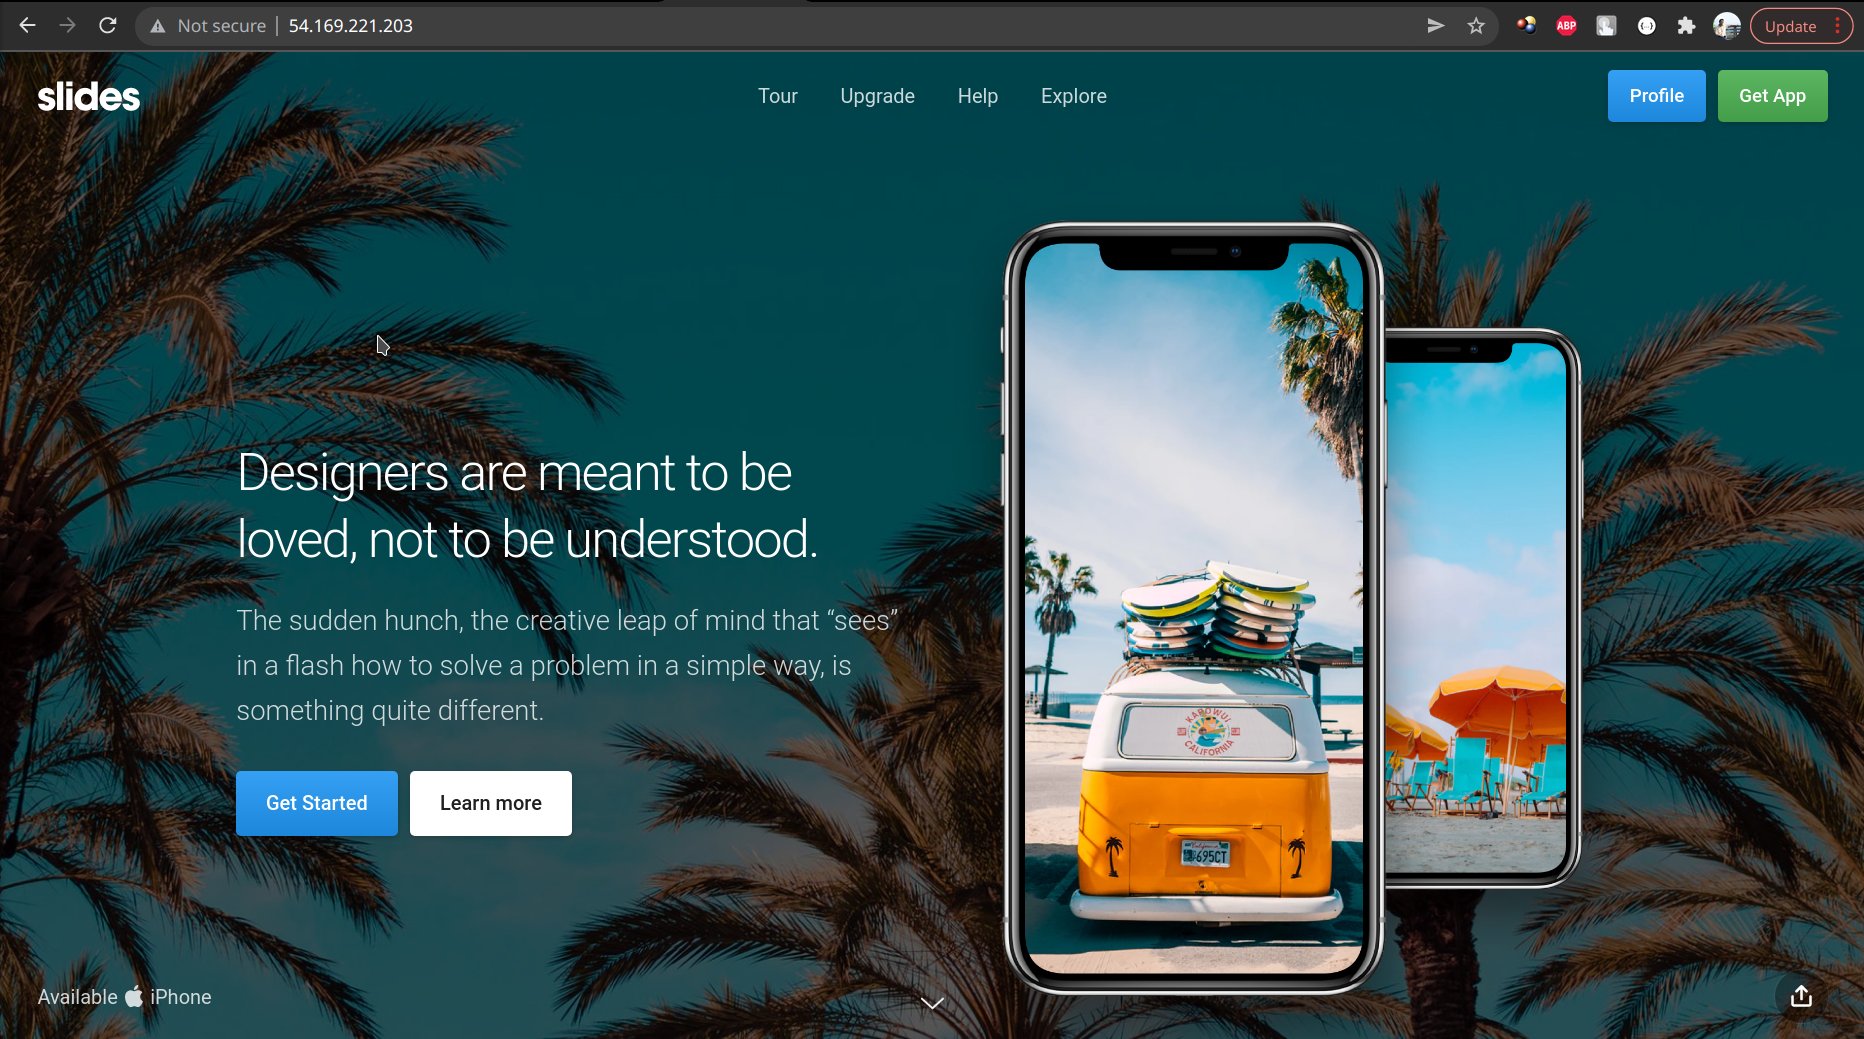 Not secure
54.169.221.203
ABP
Update
slides
Tour
Upgrade
Help
Explore
Profile
Get App
Designers are meant to be
loved, not to be understood.
The sudden hunch, the creative leap of mind that “sees”
in a flash how to solve a problem in a simple way, is
something quite different.
Get Started
Learn more
CALIFORNIA
California
695CT
Available iPhone